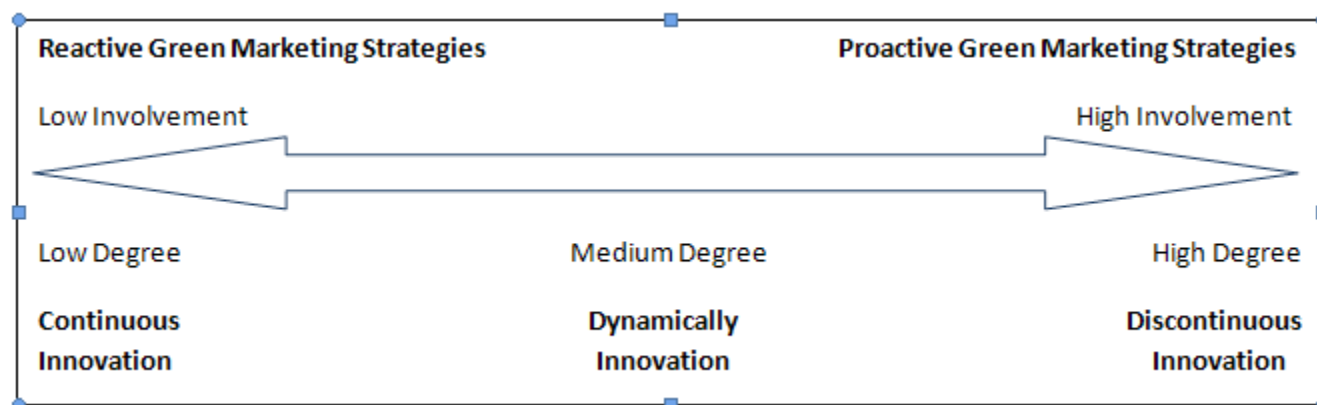 Reactive Green Marketing Strategies Proactive Green Marketing Strategies
Low Involvement High Involvement
Low Degree Medium Degree High Degree
Continuous Dynamically Discontinuous
Innovation Innovation Innovation